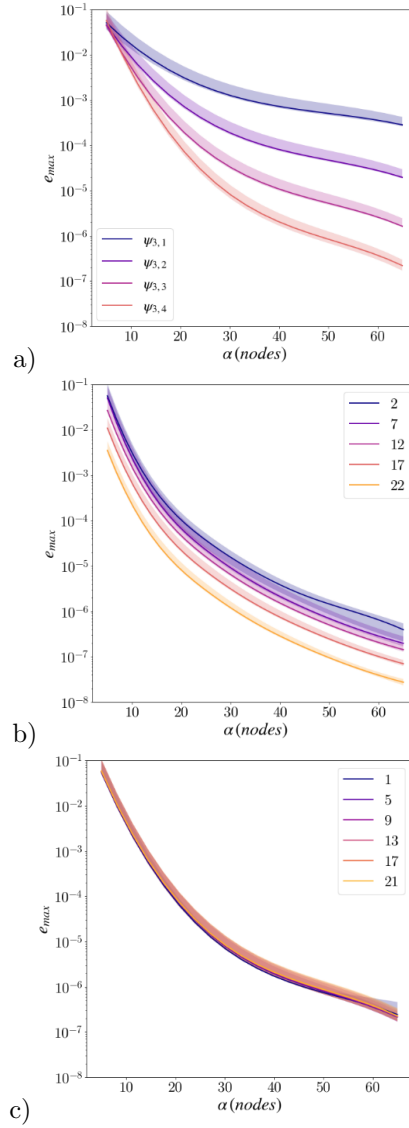 10⁻¹
10⁻²
10⁻³
10⁻⁴
10⁻⁵
10⁻⁶
10⁻⁷
10⁻⁸
e_max
ψ₃,₁
ψ₃,₂
ψ₃,₃
ψ₃,₄
10 20 30 40 50 60
α(nodes)
a)
10⁻¹
10⁻²
10⁻³
10⁻⁴
10⁻⁵
10⁻⁶
10⁻⁷
10⁻⁸
e_max
2
7
12
17
22
10 20 30 40 50 60
α(nodes)
b)
10⁻¹
10⁻²
10⁻³
10⁻⁴
10⁻⁵
10⁻⁶
10⁻⁷
10⁻⁸
e_max
1
5
9
13
17
21
10 20 30 40 50 60
α(nodes)
c)